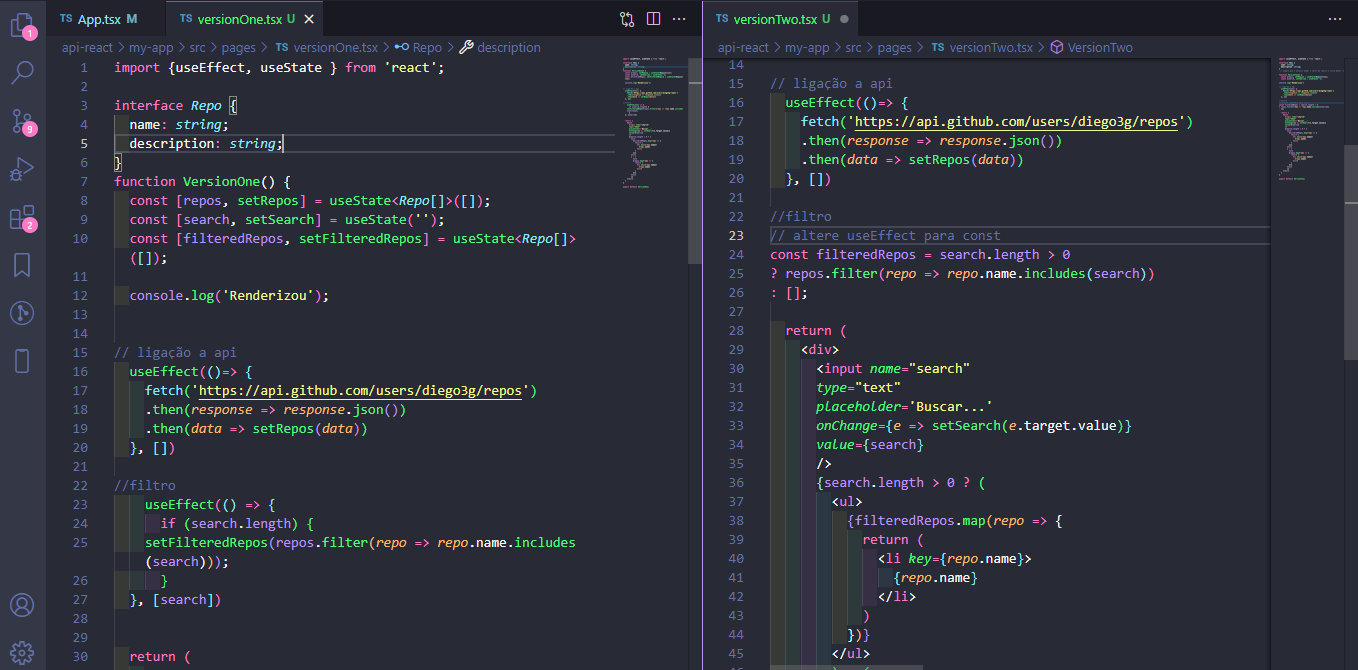 App.tsx M
versionOne.tsx U
api-react > my-app > src > pages > TS versionOne.tsx > Repo > description
1 import {useEffect, useState } from 'react';
2
3 interface Repo {
4 name: string;
5 description: string;
6 }
7 function VersionOne() {
8 const [repos, setRepos] = useState<Repo[]>([]);
9 const [search, setSearch] = useState('');
10 const [filteredRepos, setFilteredRepos] = useState<Repo[]>
([]);
11
12 console.log('Renderizou');
13
14
15 // ligação a api
16 useEffect(()=> {
17 fetch('https://api.github.com/users/diego3g/repos')
18 .then(response => response.json())
19 .then(data => setRepos(data))
20 }, [])
21
22 //filtro
23 useEffect(() => {
24 if (search.length) {
25 setFilteredRepos(repos.filter(repo => repo.name.includes
(search)));
26 }
27 }, [search])
28
29
30 return (
TS versionTwo.tsx U
api-react > my-app > src > pages > TS versionTwo.tsx > VersionTwo
14
15 // ligação a api
16 useEffect(()=> {
17 fetch('https://api.github.com/users/diego3g/repos')
18 .then(response => response.json())
19 .then(data => setRepos(data))
20 }, [])
21
22 //filtro
23 // altere useEffect para const
24 const filteredRepos = search.length > 0
25 ? repos.filter(repo => repo.name.includes(search))
26 : [];
27
28 return (
29 <div>
30 <input name="search"
31 type="text"
32 placeholder='Buscar...'
33 onChange={e => setSearch(e.target.value)}
34 value={search}
35 />
36 {search.length > 0 ? (
37 <ul>
38 {filteredRepos.map(repo => {
39 return (
40 <li key={repo.name}>
41 {repo.name}
42 </li>
43 )
44 })}
45 </ul>
1
9
2